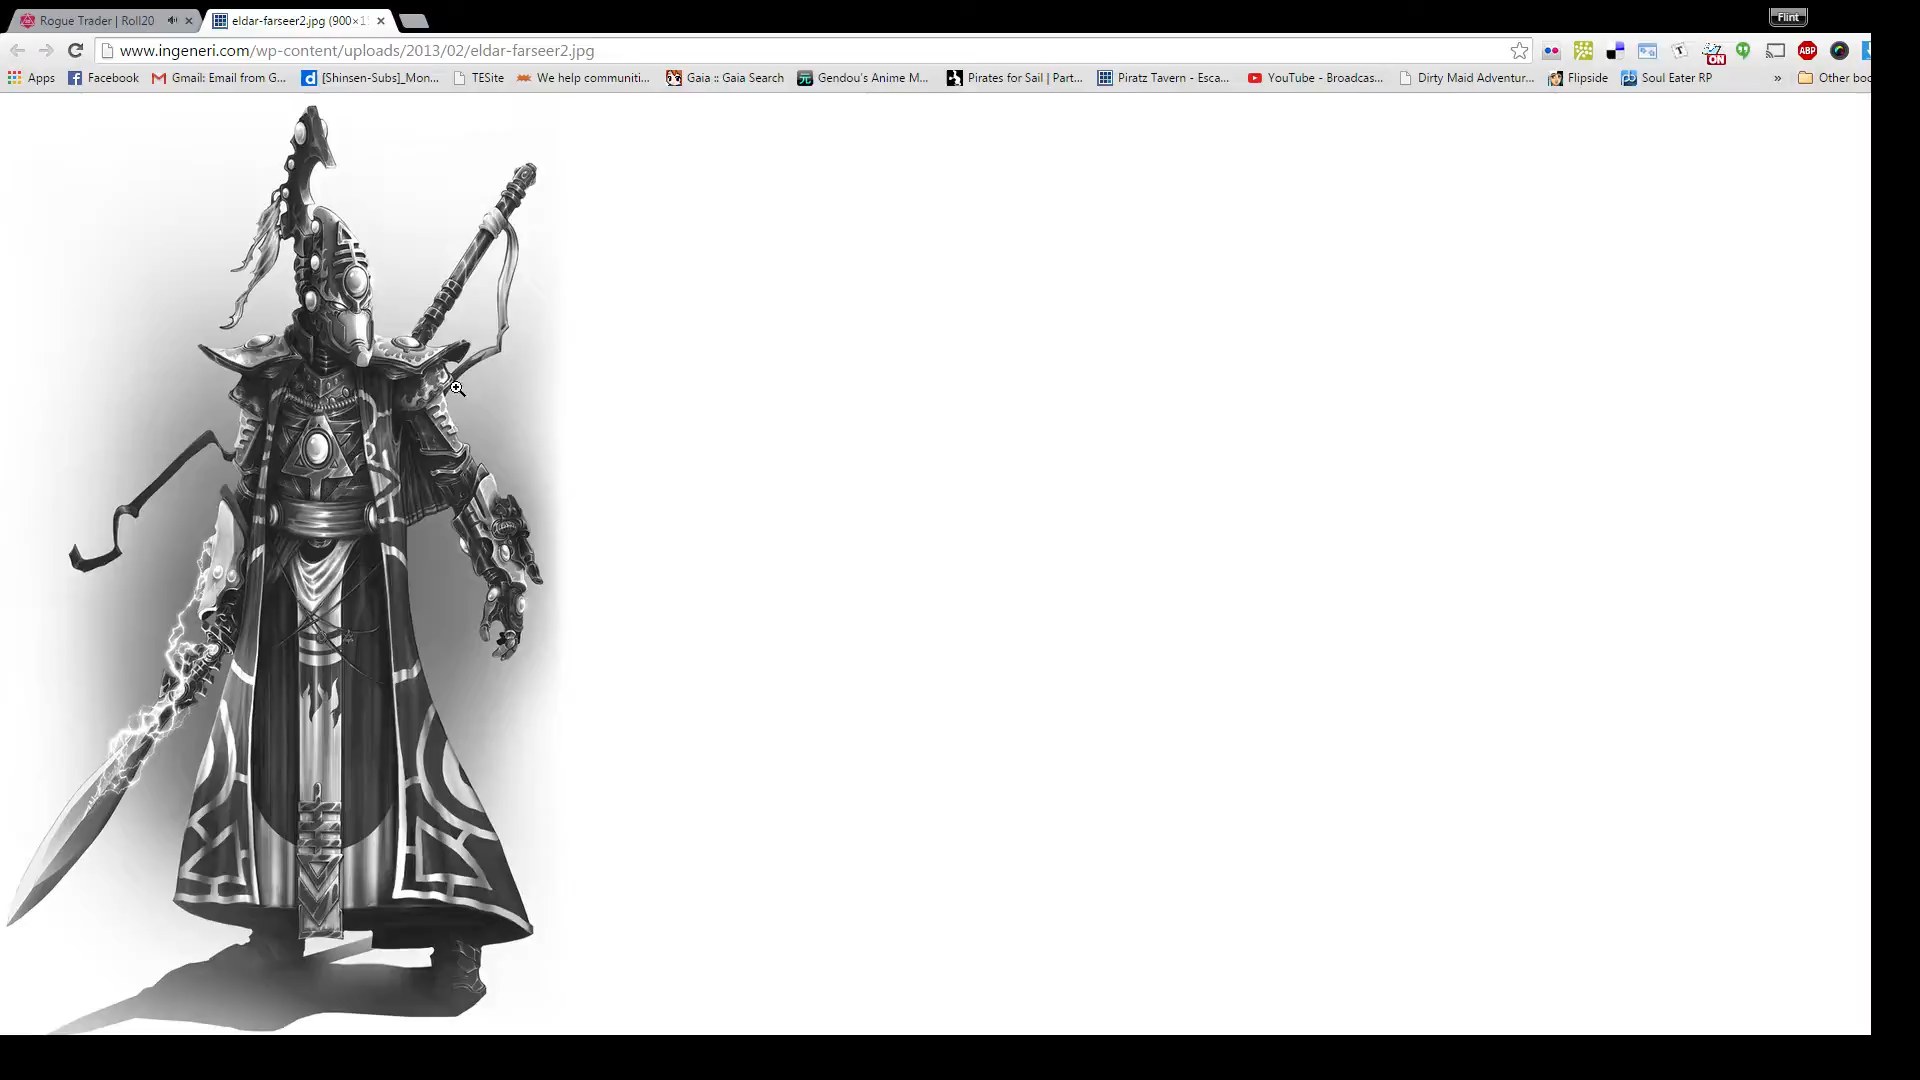 Rogue Trader | Roll20
eldar-farseer2.jpg (900×1
Flint
www.ingeneri.com/wp-content/uploads/2013/02/eldar-farseer2.jpg
ON
ABP
Apps
Facebook
Gmail: Email from G...
[Shinsen-Subs]_Mon...
TESite
We help communiti...
Gaia :: Gaia Search
Gendou's Anime M...
Pirates for Sail | Part...
Piratz Tavern - Esca...
YouTube - Broadcas...
Dirty Maid Adventur...
Flipside
Soul Eater RP
»
Other boo